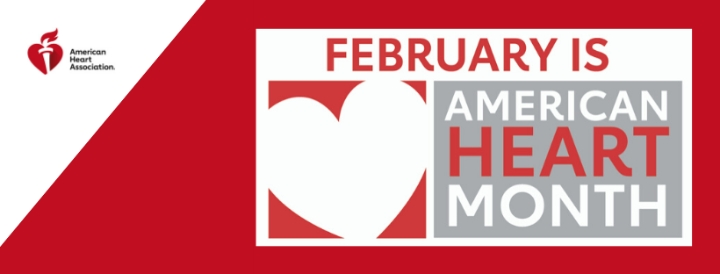 American
Heart
Association.
FEBRUARY IS
AMERICAN
HEART
MONTH